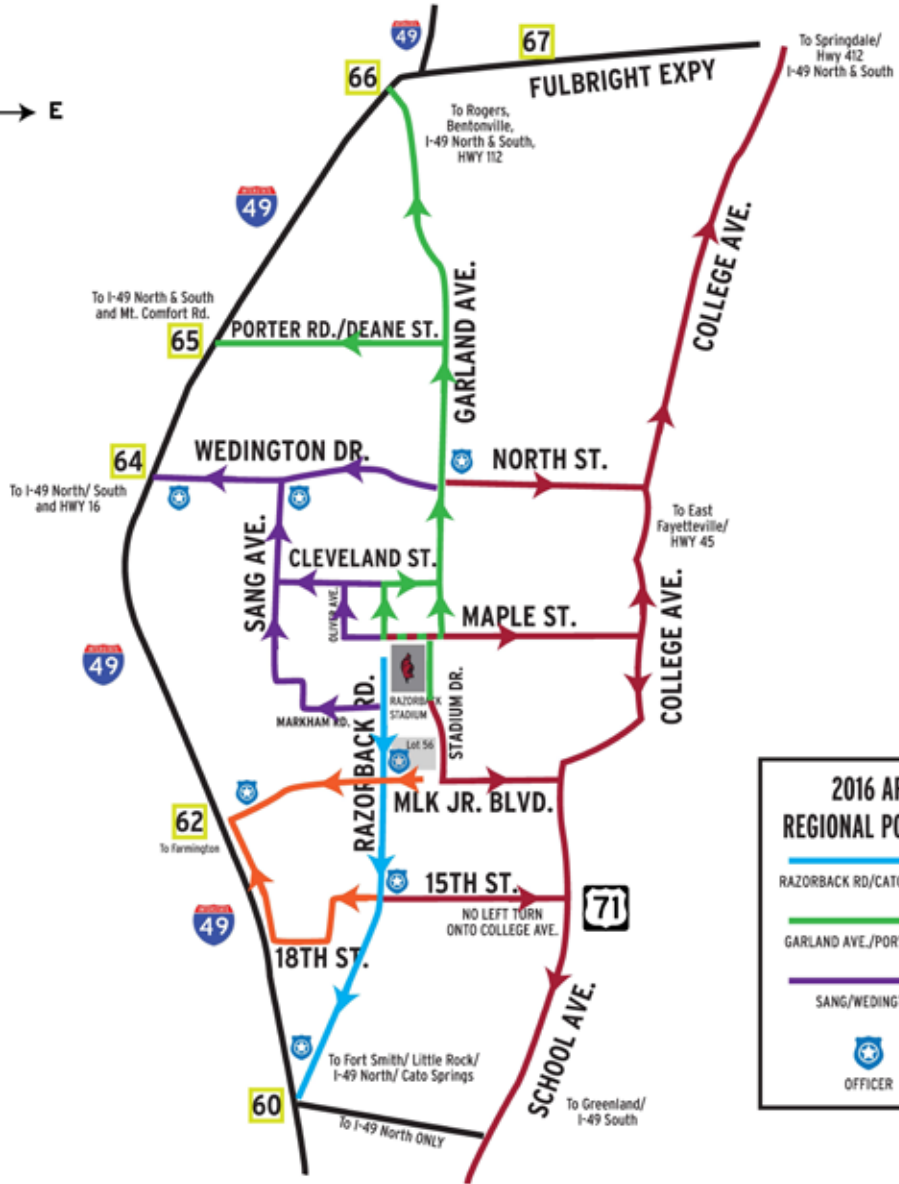 49
67
FULBRIGHT EXPY
To Springdale/
Hwy 412
I-49 North & South
66
E
To Rogers,
Bentonville,
I-49 North & South,
HWY 112
49
COLLEGE AVE.
GARLAND AVE.
To I-49 North & South
and Mt. Comfort Rd.
65
PORTER RD./DEANE ST.
WEDINGTON DR.
NORTH ST.
64
To I-49 North/ South
and HWY 16
To East
Fayetteville/
HWY 45
SANG AVE.
CLEVELAND ST.
OLIVER AVE.
MAPLE ST.
COLLEGE AVE.
49
RAZORBACK
STADIUM
STADIUM DR.
RAZORBACK RD.
MARKHAM RD.
Lot 56
MLK JR. BLVD.
62
To Farmington
15TH ST.
NO LEFT TURN
ONTO COLLEGE AVE.
71
49
18TH ST.
SCHOOL AVE.
To Fort Smith/ Little Rock/
I-49 North/ Cato Springs
60
To I-49 North ONLY
To Greenland/
I-49 South
2016 AR
REGIONAL PO
RAZORBACK RD/CATO
GARLAND AVE./POR
SANG/WEDING
OFFICER